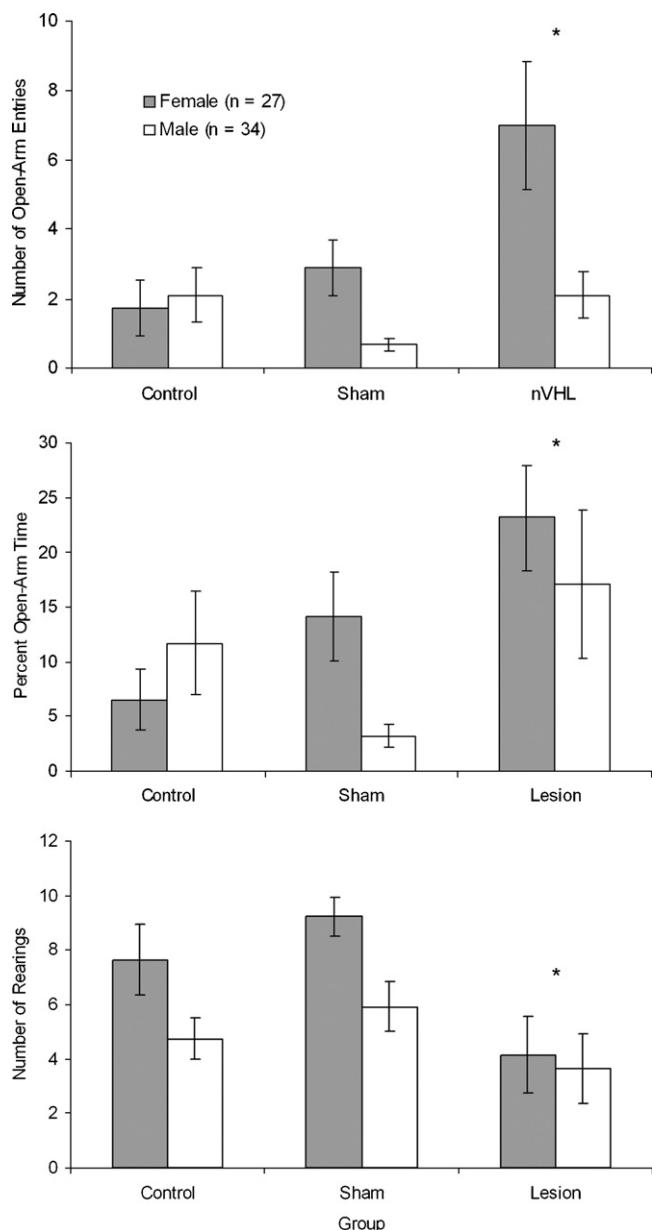 10
*
Female (n = 27)
8
Male (n = 34)
6
Number of Open-Arm Entries
4
2
0
Control Sham nVHL
30
*
25
20
Percent Open-Arm Time
15
10
5
0
Control Sham Lesion
12
10
*
8
Number of Rearings
6
4
2
0
Control Sham Lesion
Group